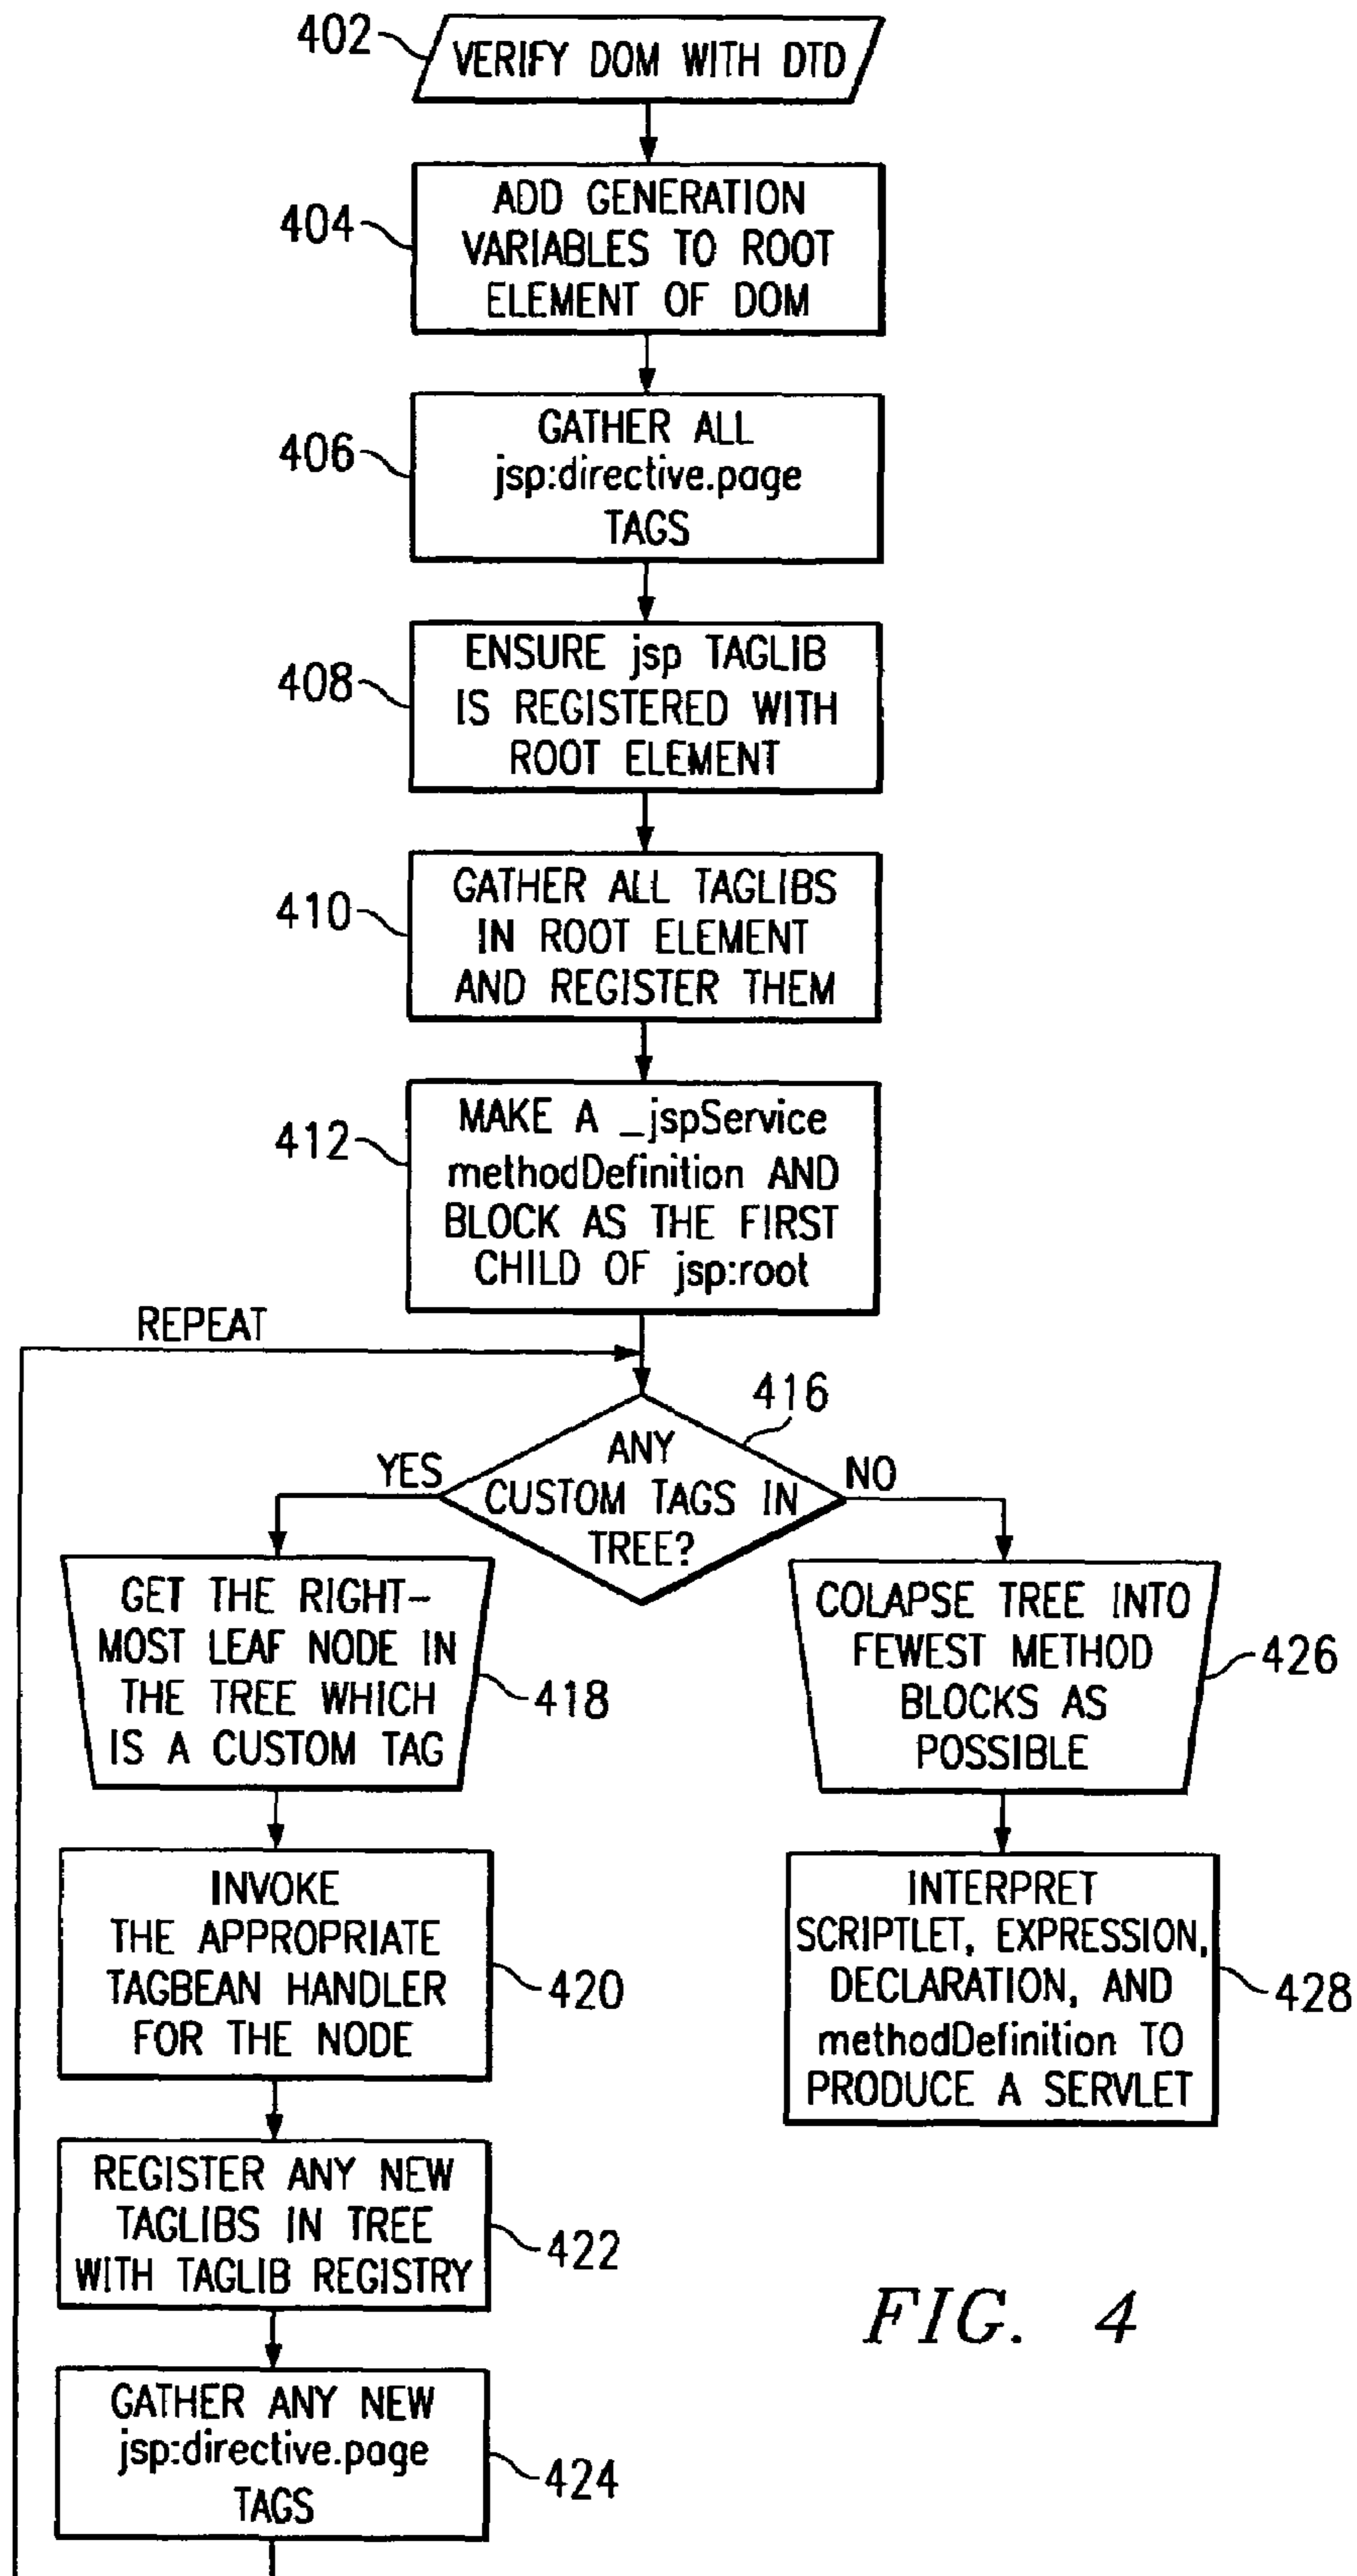 402
VERIFY DOM WITH DTD
404
ADD GENERATION
VARIABLES TO ROOT
ELEMENT OF DOM
406
GATHER ALL
jsp:directive.page
TAGS
408
ENSURE jsp TAGLIB
IS REGISTERED WITH
ROOT ELEMENT
410
GATHER ALL TAGLIBS
IN ROOT ELEMENT
AND REGISTER THEM
412
MAKE A _jspService
methodDefinition AND
BLOCK AS THE FIRST
CHILD OF jsp:root
REPEAT
416
ANY
CUSTOM TAGS IN
TREE?
YES
NO
GET THE RIGHT-
MOST LEAF NODE IN
THE TREE WHICH
IS A CUSTOM TAG
418
COLAPSE TREE INTO
FEWEST METHOD
BLOCKS AS
POSSIBLE
426
INVOKE
THE APPROPRIATE
TAGBEAN HANDLER
FOR THE NODE
420
INTERPRET
SCRIPTLET, EXPRESSION,
DECLARATION, AND
methodDefinition TO
PRODUCE A SERVLET
428
REGISTER ANY NEW
TAGLIBS IN TREE
WITH TAGLIB REGISTRY
422
GATHER ANY NEW
jsp:directive.page
TAGS
424
FIG. 4